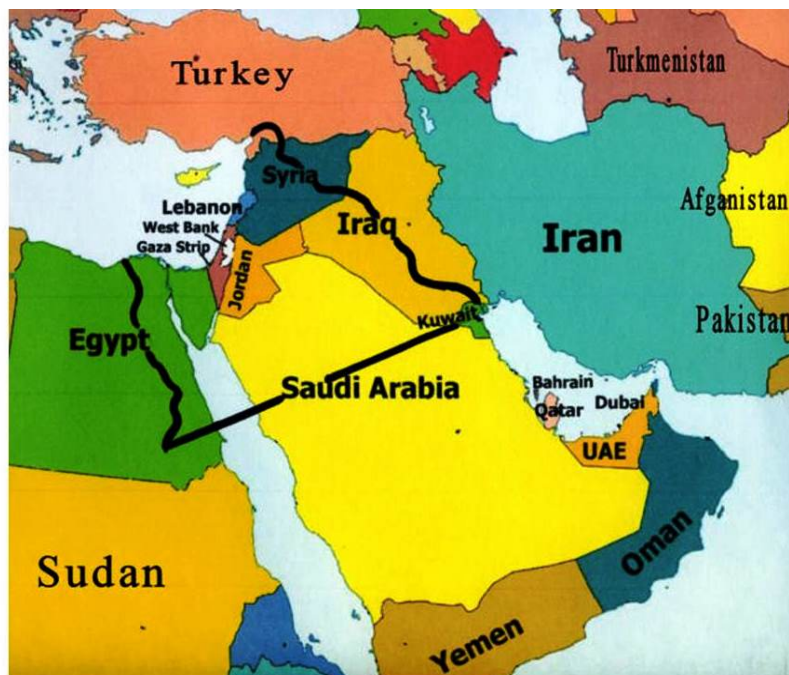 Turkey
Turkmenistan
Syria
Afganistan
Lebanon
West Bank
Gaza Strip
Iraq
Iran
Jordan
Egypt
Kuwait
Pakistan
Saudi Arabia
Bahrain
Qatar
Dubai
UAE
Sudan
Oman
Yemen